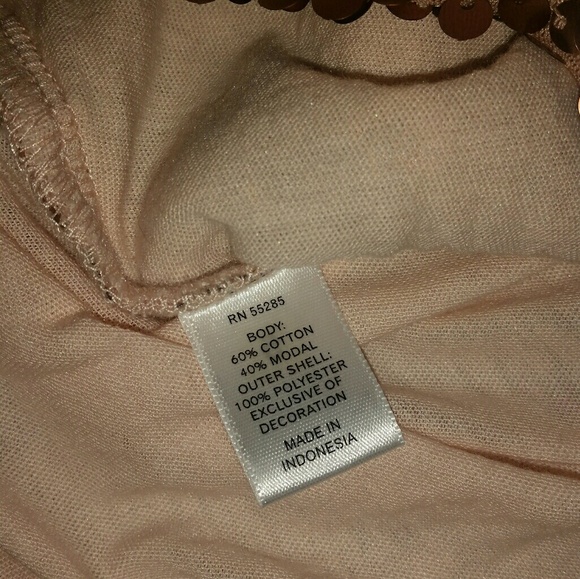 RN 55285
BODY:
60% COTTON
40% MODAL
OUTER SHELL:
100% POLYESTER
EXCLUSIVE OF
DECORATION
MADE IN
INDONESIA